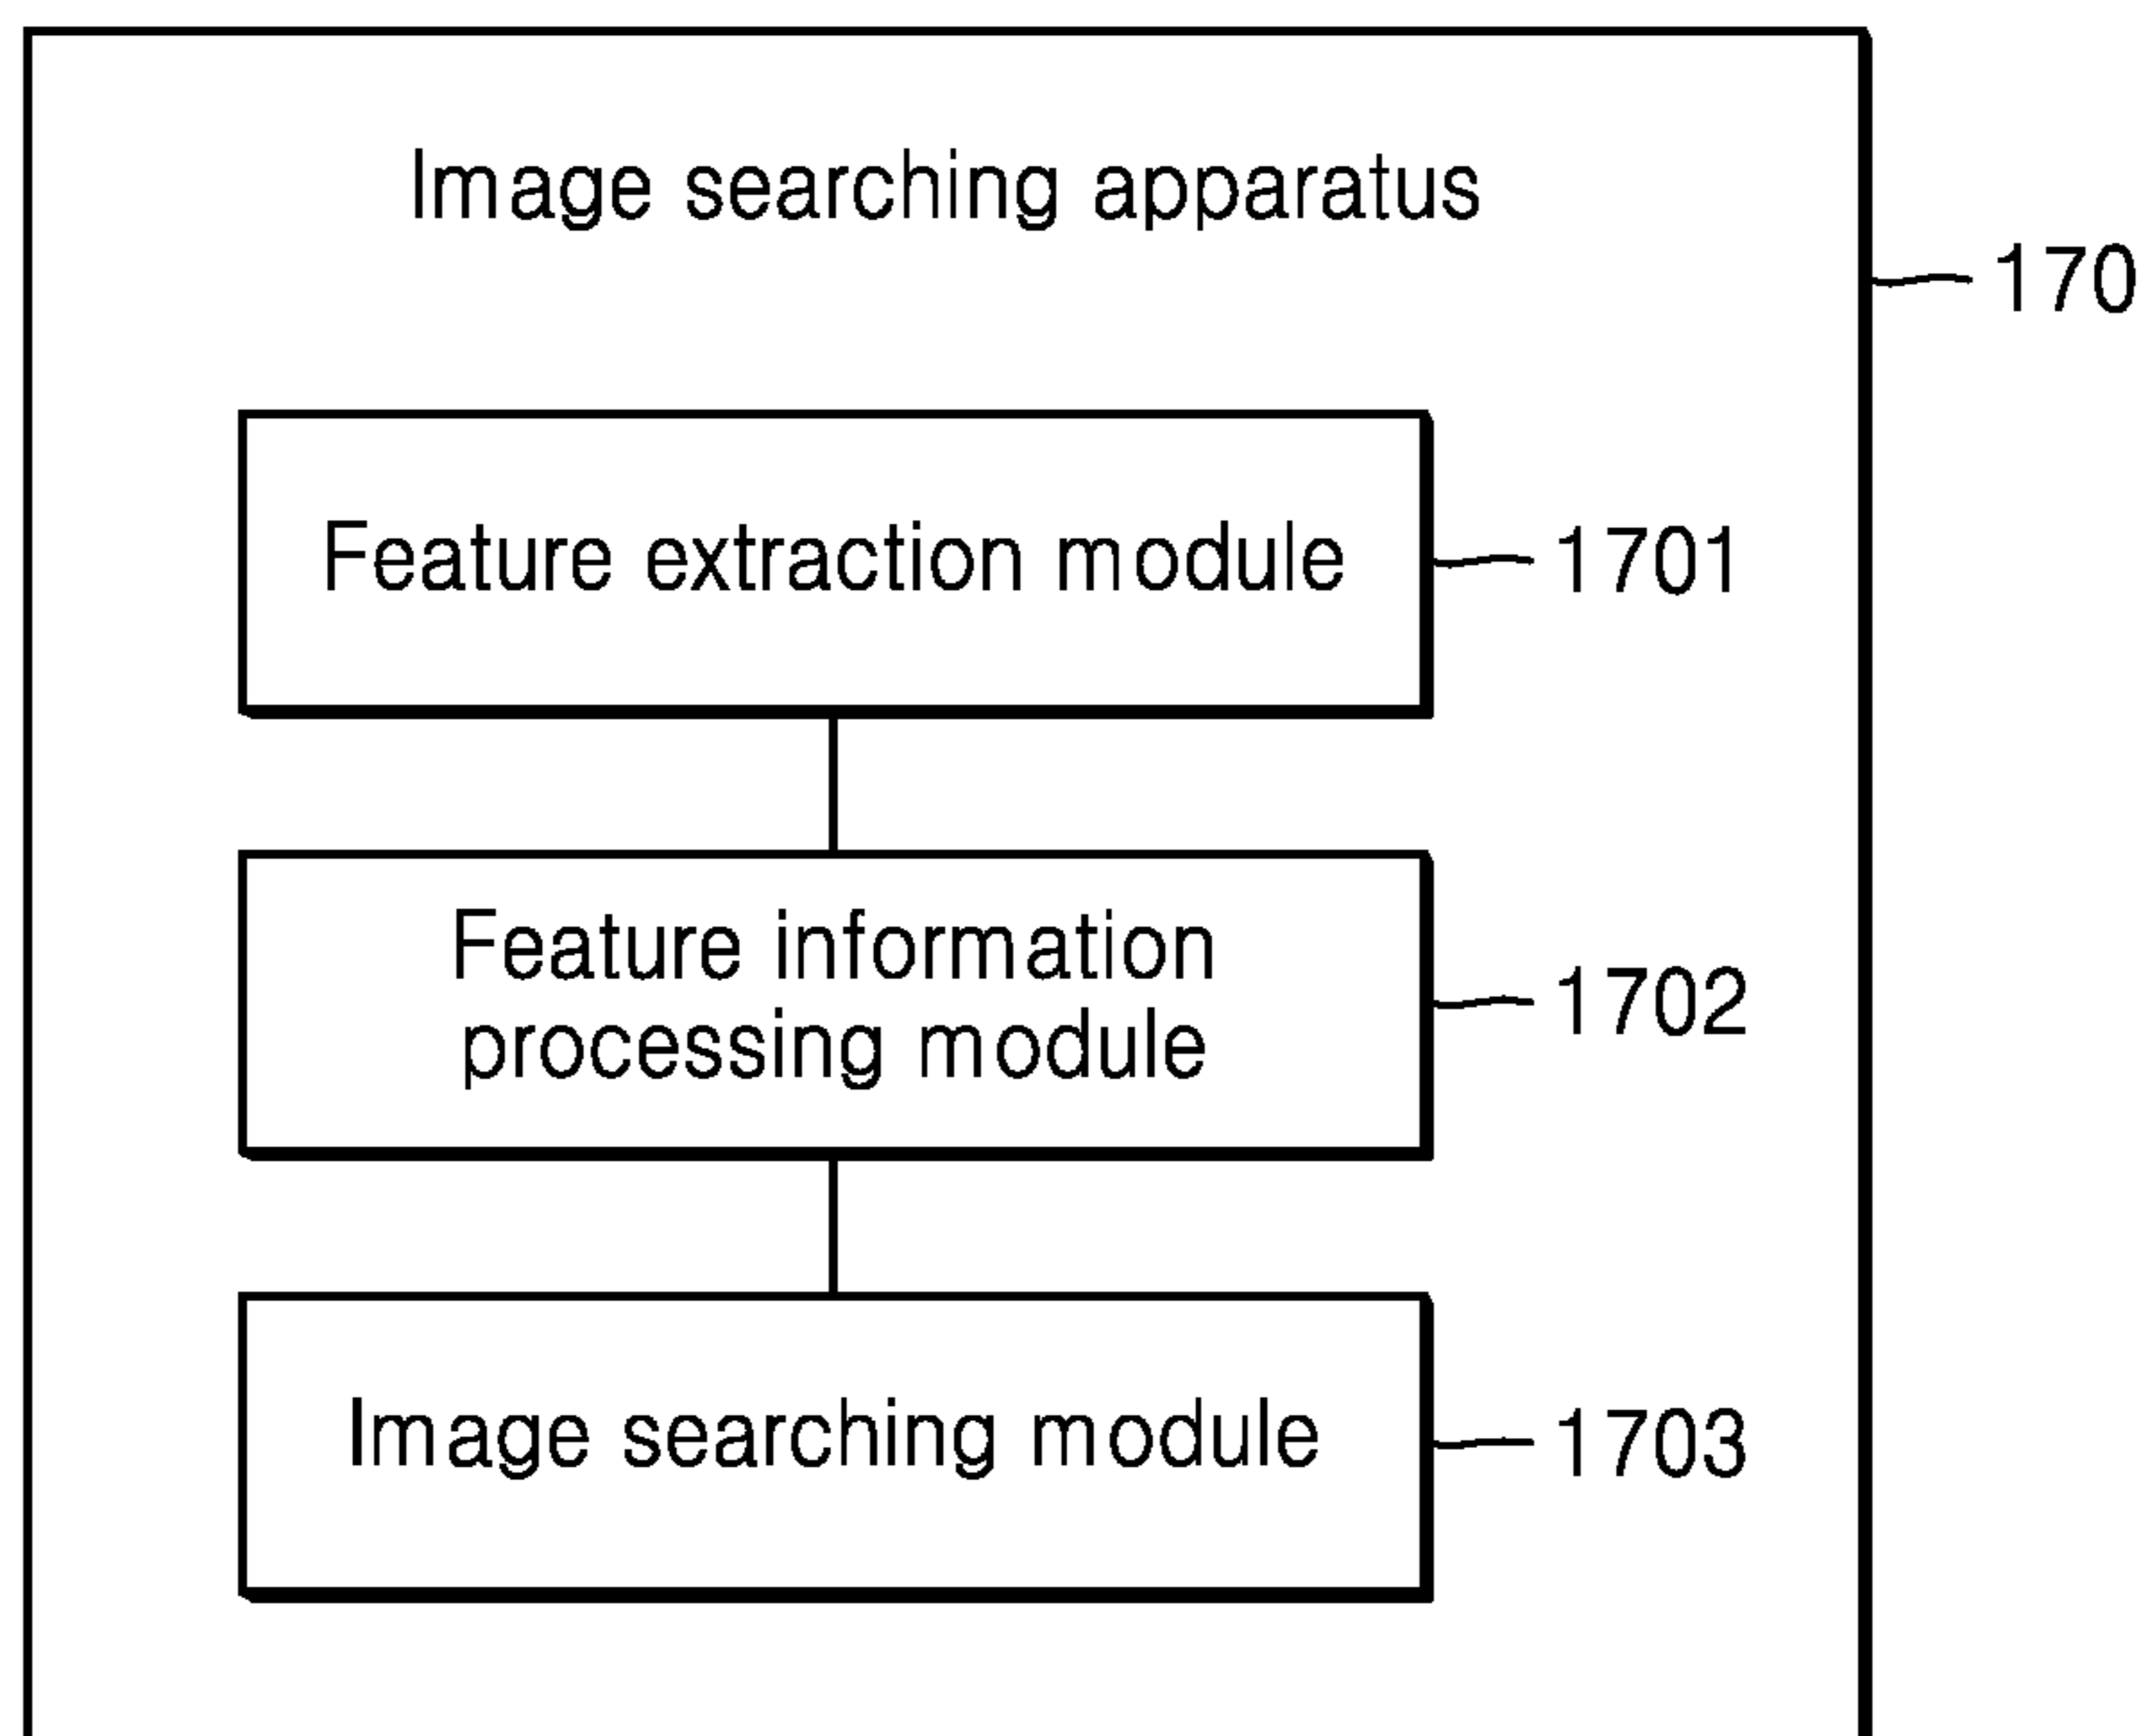 Image searching apparatus
170
Feature extraction module
1701
Feature information
processing module
1702
Image searching module
1703